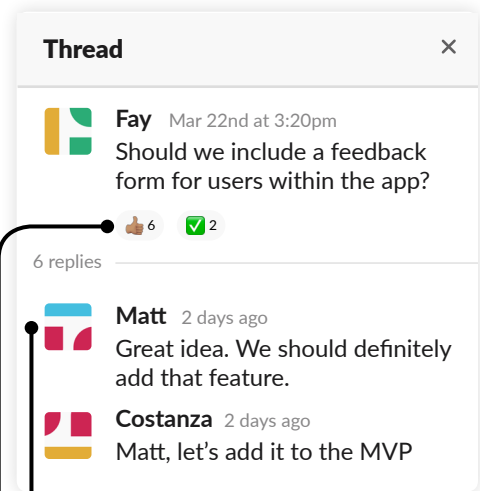 Thread
Fay Mar 22nd at 3:20pm
Should we include a feedback
form for users within the app?
6 2
6 replies
Matt 2 days ago
Great idea. We should definitely
add that feature.
Costanza 2 days ago
Matt, let’s add it to the MVP